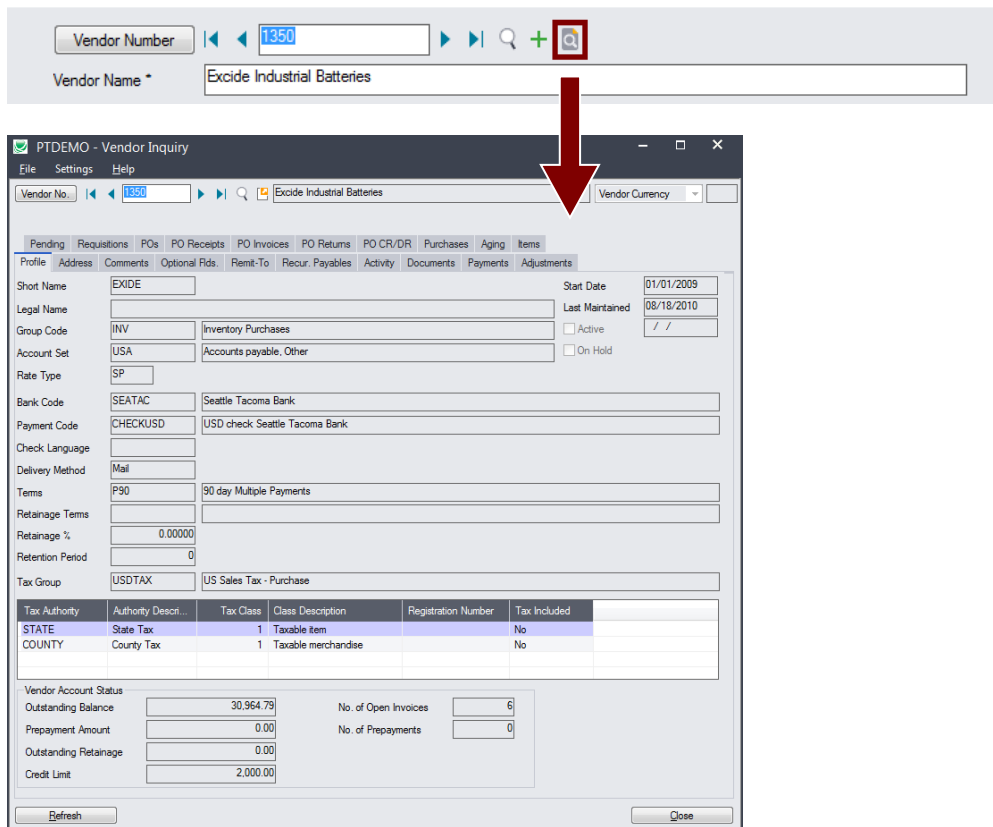 Vendor Number 1350
Vendor Name * Excide Industrial Batteries
PTDEMO - Vendor Inquiry
File Settings Help
Vendor No. 1350 Excide Industrial Batteries Vendor Currency
Pending Requisitions POs PO Receipts PO Invoices PO Returns PO CR/DR Purchases Aging Items
Profile Address Comments Optional Flds. Remit-To Recur. Payables Activity Documents Payments Adjustments
Short Name EXIDE Start Date 01/01/2009
Legal Name Last Maintained 08/18/2010
Group Code INV Inventory Purchases Active / /
Account Set USA Accounts payable, Other On Hold
Rate Type SP
Bank Code SEATAC Seattle Tacoma Bank
Payment Code CHECKUSD USD check Seattle Tacoma Bank
Check Language
Delivery Method Mail
Terms P90 90 day Multiple Payments
Retainage Terms
Retainage % 0.00000
Retention Period 0
Tax Group USDTAX US Sales Tax - Purchase
Tax Authority Authority Descri... Tax Class Class Description Registration Number Tax Included
STATE State Tax 1 Taxable item No
COUNTY County Tax 1 Taxable merchandise No
Vendor Account Status
Outstanding Balance 30,964.79 No. of Open Invoices 6
Prepayment Amount 0.00 No. of Prepayments 0
Outstanding Retainage 0.00
Credit Limit 2,000.00
Refresh Close